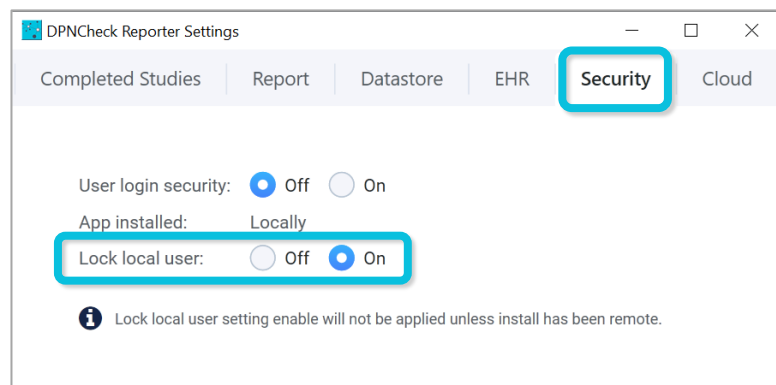 DPNCheck Reporter Settings
Completed Studies Report Datastore EHR Security Cloud
User login security: Off On
App installed: Locally
Lock local user: Off On
Lock local user setting enable will not be applied unless install has been remote.